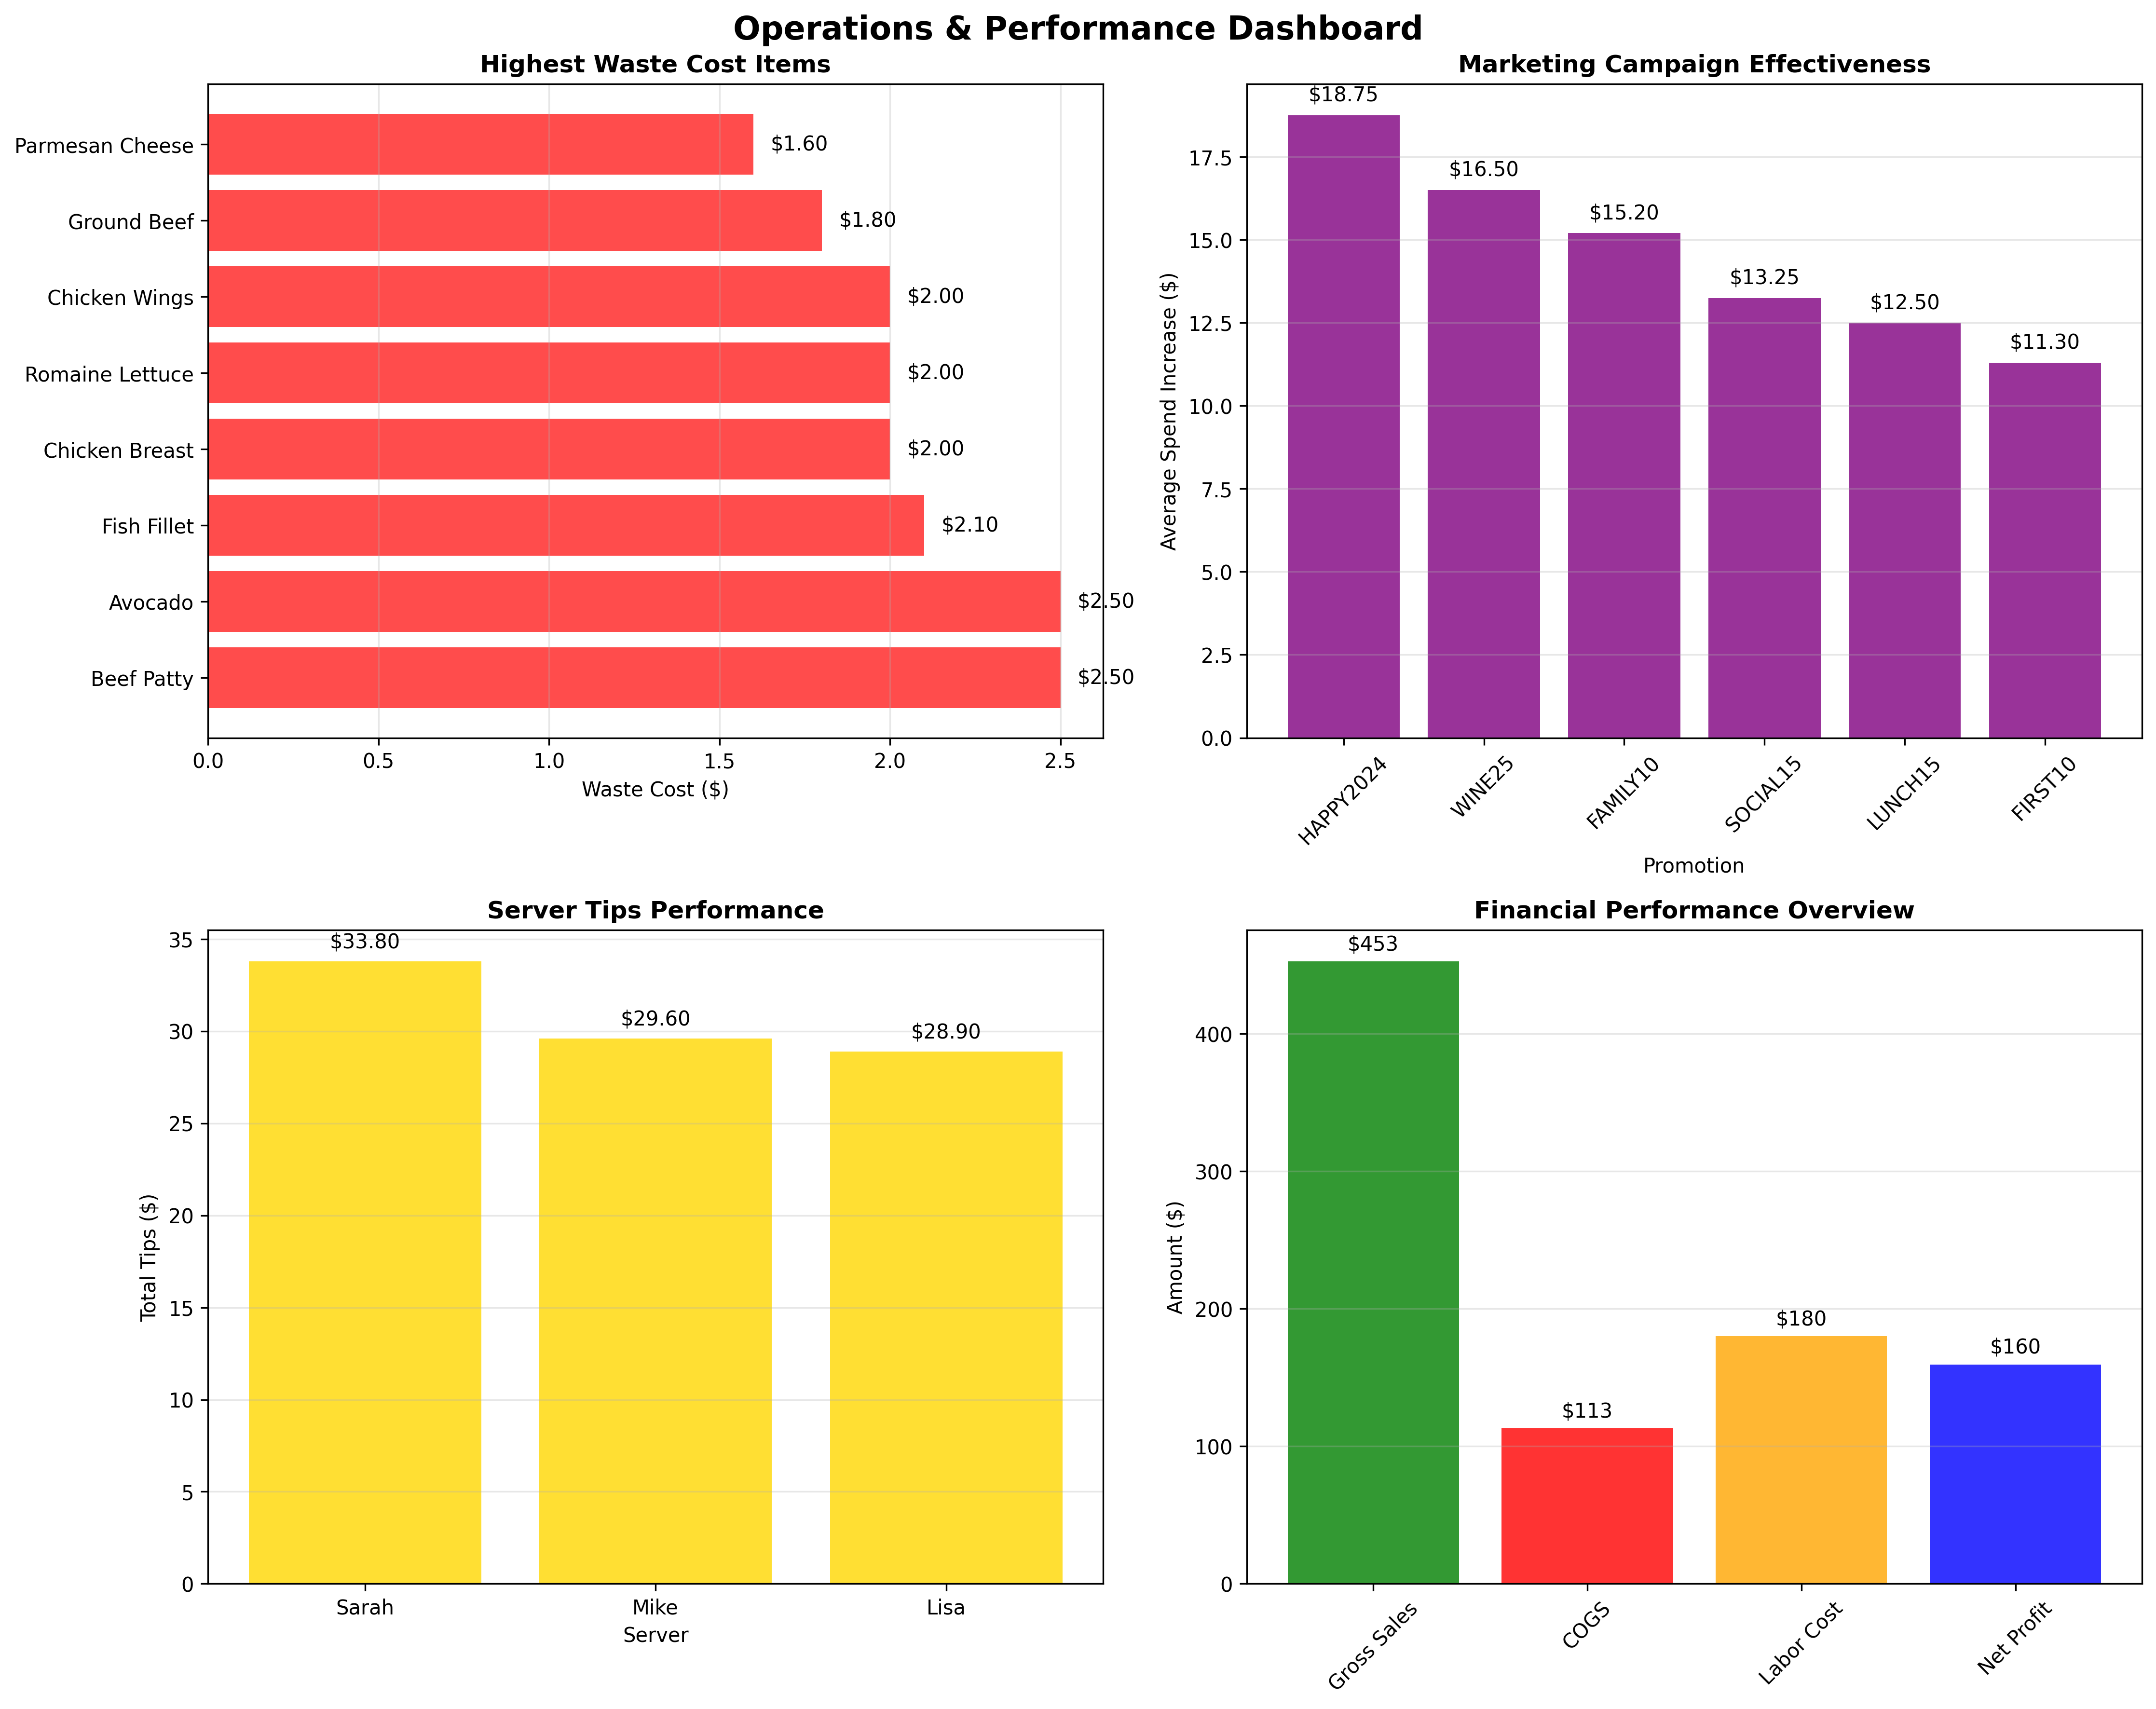 Operations & Performance Dashboard
Highest Waste Cost Items
Parmesan Cheese
$1.60
Ground Beef
$1.80
Chicken Wings
$2.00
Romaine Lettuce
$2.00
Chicken Breast
$2.00
Fish Fillet
$2.10
Avocado
$2.50
Beef Patty
$2.50
0.0 0.5 1.0 1.5 2.0 2.5
Waste Cost ($)
Marketing Campaign Effectiveness
Average Spend Increase ($)
17.5
15.0
12.5
10.0
7.5
5.0
2.5
0.0
$18.75
$16.50
$15.20
$13.25
$12.50
$11.30
HAPPY2024
WINE25
FAMILY10
SOCIAL15
LUNCH15
FIRST10
Promotion
Server Tips Performance
Total Tips ($)
35
30
25
20
15
10
5
0
$33.80
$29.60
$28.90
Sarah
Mike
Lisa
Server
Financial Performance Overview
Amount ($)
400
300
200
100
0
$453
$113
$180
$160
Gross Sales
COGS
Labor Cost
Net Profit